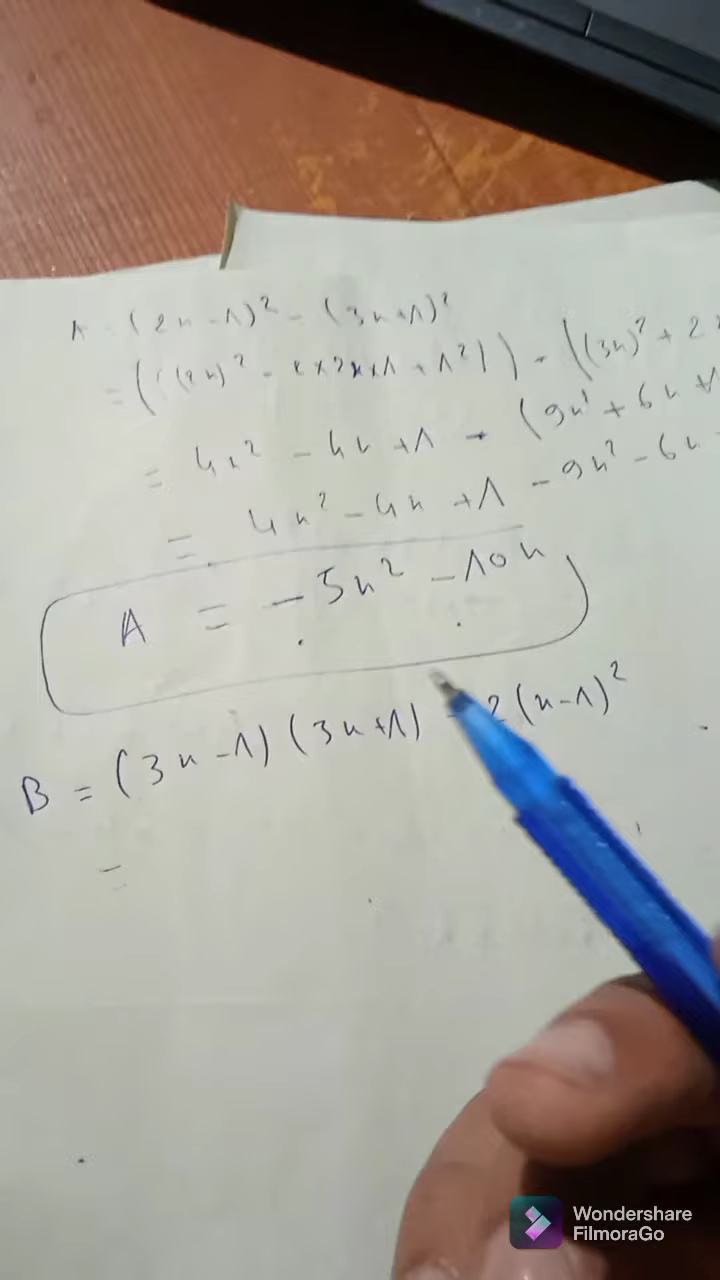 A = (2x - 1)² - (3x + 1)²
= ((2x)² - 2 x 2x x 1 + 1²)) - ((3x)² + 2
= 4x² - 4x + 1 - (9x² + 6x +
= 4x² - 4x + 1 - 9x² - 6x
A = -5x² - 10x
B = (3x - 1) (3x + 1) - 2 (x - 1)²
=
Wondershare
FilmoraGo